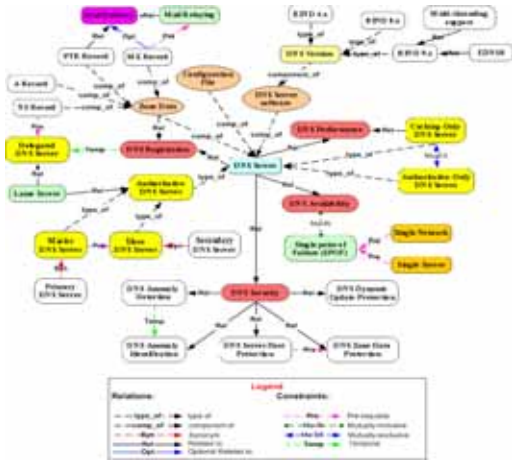 Mail Relaying
BIND 4.x
BIND 8.x
Multi-threading
support
PTR Record
MX Record
DNS Version
BIND 9.x
EDNS0
A Record
NS Record
Configuration
File
DNS Server
software
Zone Data
DNS Performance
Caching-Only
DNS Server
Delegated
DNS Server
DNS Registration
DNS Server
Authoritative-Only
DNS Server
Lame Server
Authoritative
DNS Server
DNS Availability
Master
DNS Server
Slave
DNS Server
Secondary
DNS Server
Single point of
Failure (SPOF)
Single Network
Single Server
Primary
DNS Server
DNS Anomaly
Detection
DNS Security
DNS Dynamic
Update Protection
DNS Anomaly
Identification
DNS Server Host
Protection
DNS Zone Data
Protection
Legend
Relations:
Constraints:
type_of
type of
comp_of
component of
Syn
Synonym
Rel
Related to
Opt
Optional Related to
Pre
Pre-requisite
Mutually inclusive
Mutually exclusive
Temp
Temporal